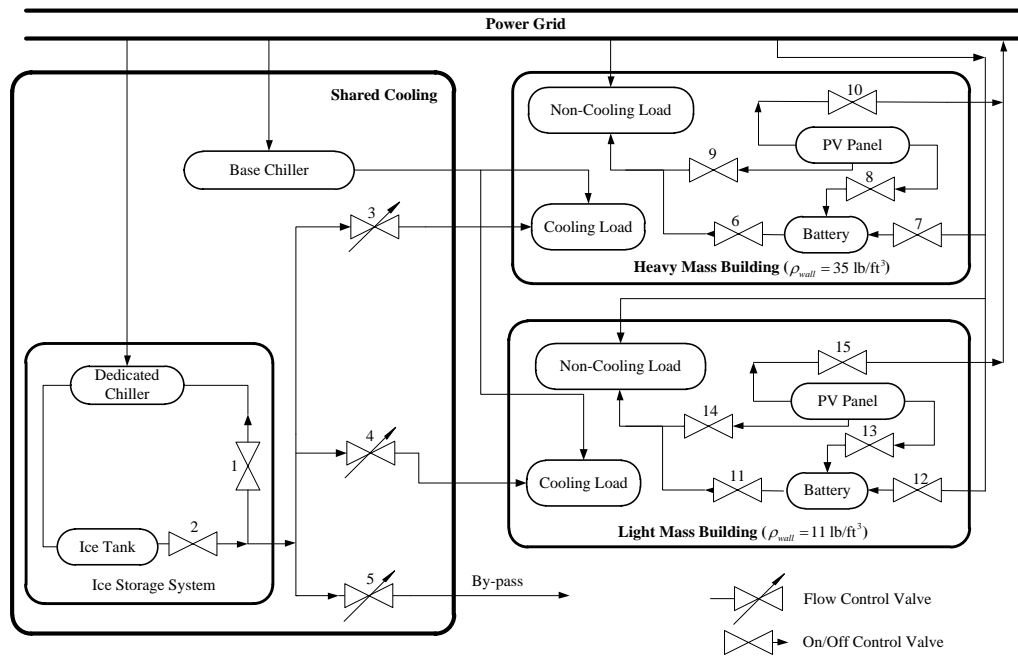 Power Grid
Shared Cooling
Base Chiller
3
Dedicated
Chiller
1
4
2
Ice Tank
Ice Storage System
5
By-pass
Non-Cooling Load
10
PV Panel
9
8
Cooling Load
6
Battery
7
Heavy Mass Building (ρwall = 35 lb/ft³)
Non-Cooling Load
15
PV Panel
14
13
Cooling Load
11
Battery
12
Light Mass Building (ρwall = 11 lb/ft³)
Flow Control Valve
On/Off Control Valve